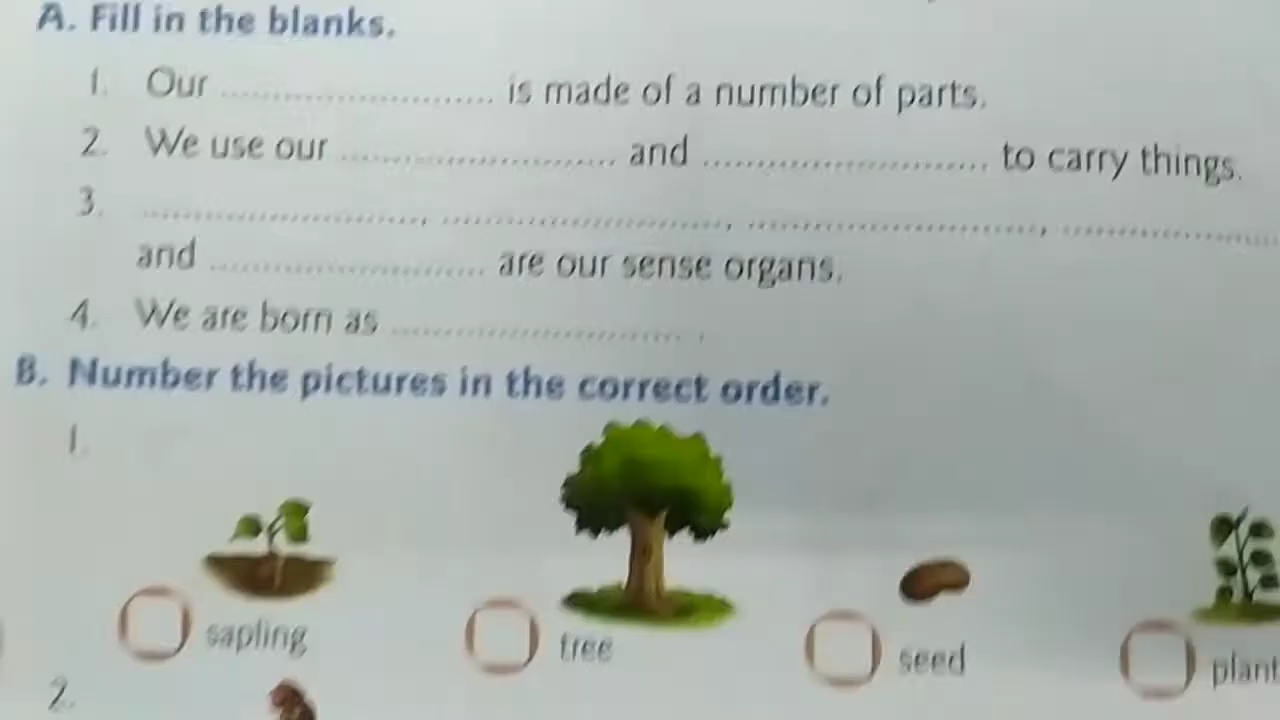 A. Fill in the blanks.
1. Our ........................ is made of a number of parts.
2. We use our ........................ and ........................ to carry things.
3. ........................, ........................, ........................, ........................
and ........................ are our sense organs.
4. We are born as ........................ .
B. Number the pictures in the correct order.
1.
sapling tree seed plant
2.